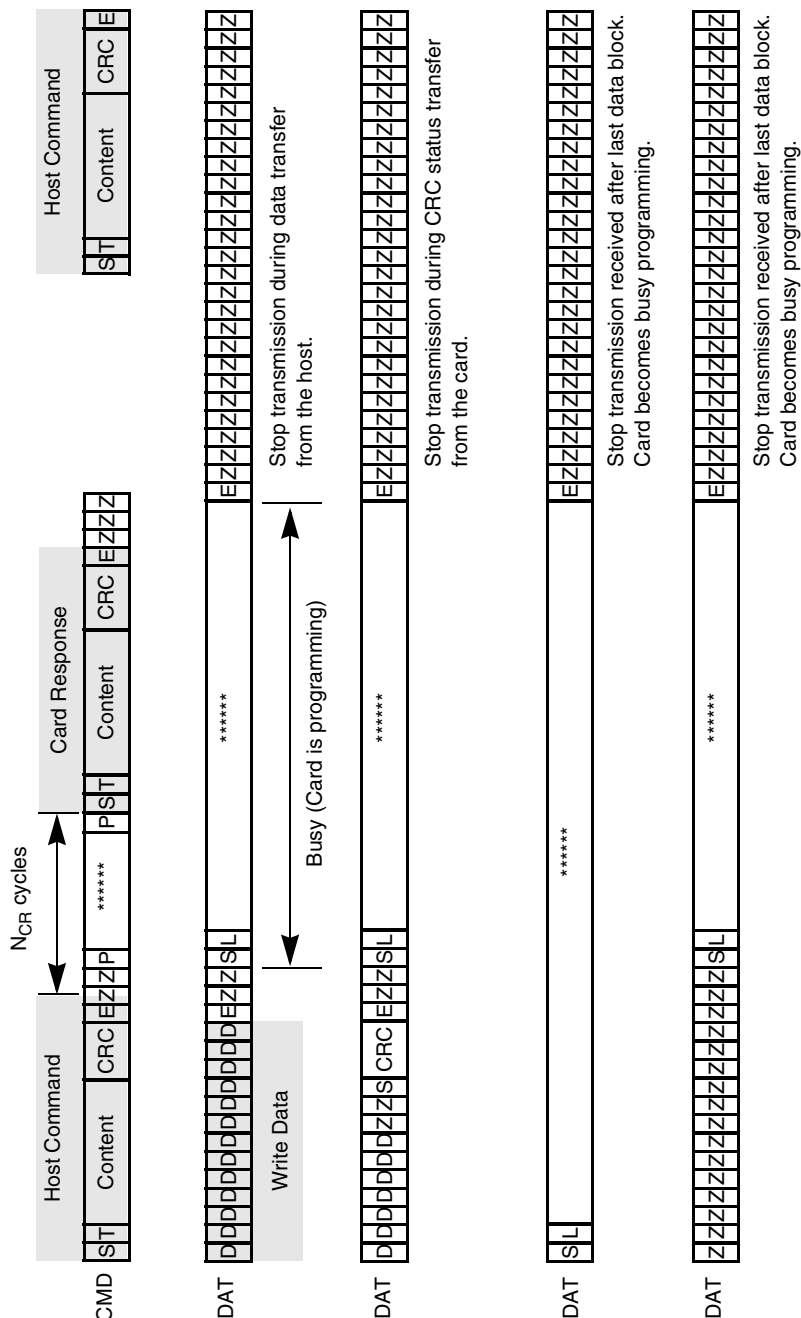 N_CR cycles
Host Command Card Response Host Command
CMD S T Content CRC E Z Z P ****** P S T Content CRC E Z Z Z S T Content CRC E
DAT D D D D D D D D D D D D D E Z Z S L ****** E Z Z Z Z Z Z Z Z Z Z Z Z Z Z Z Z Z Z Z Z Z Z Z Z Z Z
Write Data Busy (Card is programming) Stop transmission during data transfer
from the host.
DAT D D D D D D D Z Z S CRC E Z Z S L ****** E Z Z Z Z Z Z Z Z Z Z Z Z Z Z Z Z Z Z Z Z Z Z Z Z Z Z
Stop transmission during CRC status transfer
from the card.
DAT S L ****** E Z Z Z Z Z Z Z Z Z Z Z Z Z Z Z Z Z Z Z Z Z Z Z Z Z Z
Stop transmission received after last data block.
Card becomes busy programming.
DAT Z Z Z Z Z Z Z Z Z Z Z Z Z Z Z Z S L ****** E Z Z Z Z Z Z Z Z Z Z Z Z Z Z Z Z Z Z Z Z Z Z Z Z Z Z
Stop transmission received after last data block.
Card becomes busy programming.